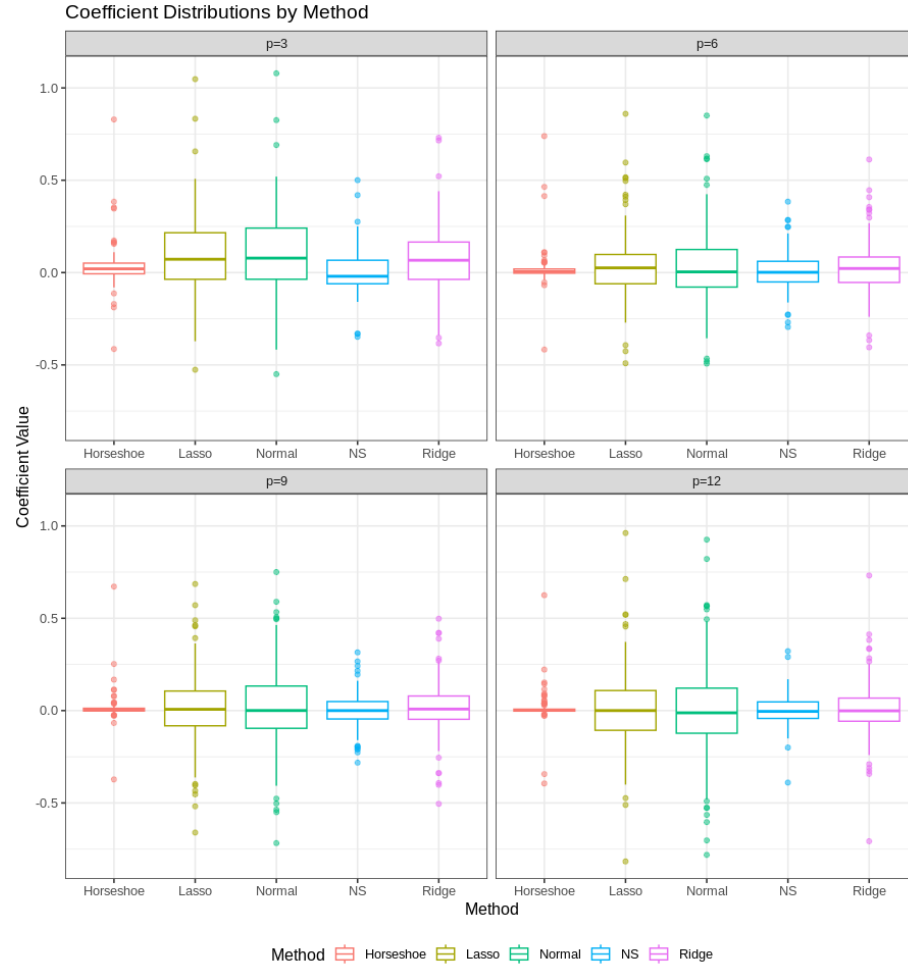 Coefficient Distributions by Method
p=3 p=6
1.0
0.5
0.0
-0.5
Horseshoe Lasso Normal NS Ridge Horseshoe Lasso Normal NS Ridge
Coefficient Value
p=9 p=12
1.0
0.5
0.0
-0.5
Horseshoe Lasso Normal NS Ridge Horseshoe Lasso Normal NS Ridge
Method
Method Horseshoe Lasso Normal NS Ridge